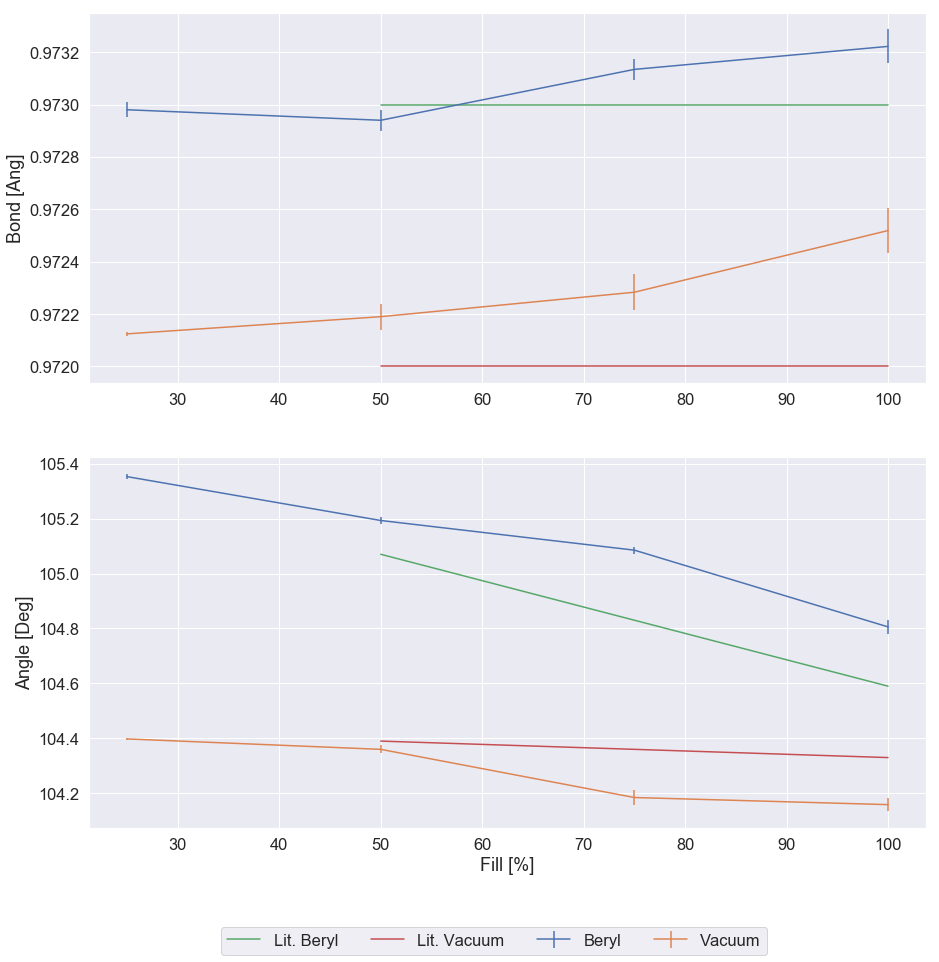 Bond [Ang]
0.9732
0.9730
0.9728
0.9726
0.9724
0.9722
0.9720
30 40 50 60 70 80 90 100
Angle [Deg]
105.4
105.2
105.0
104.8
104.6
104.4
104.2
30 40 50 60 70 80 90 100
Fill [%]
Lit. Beryl Lit. Vacuum Beryl Vacuum